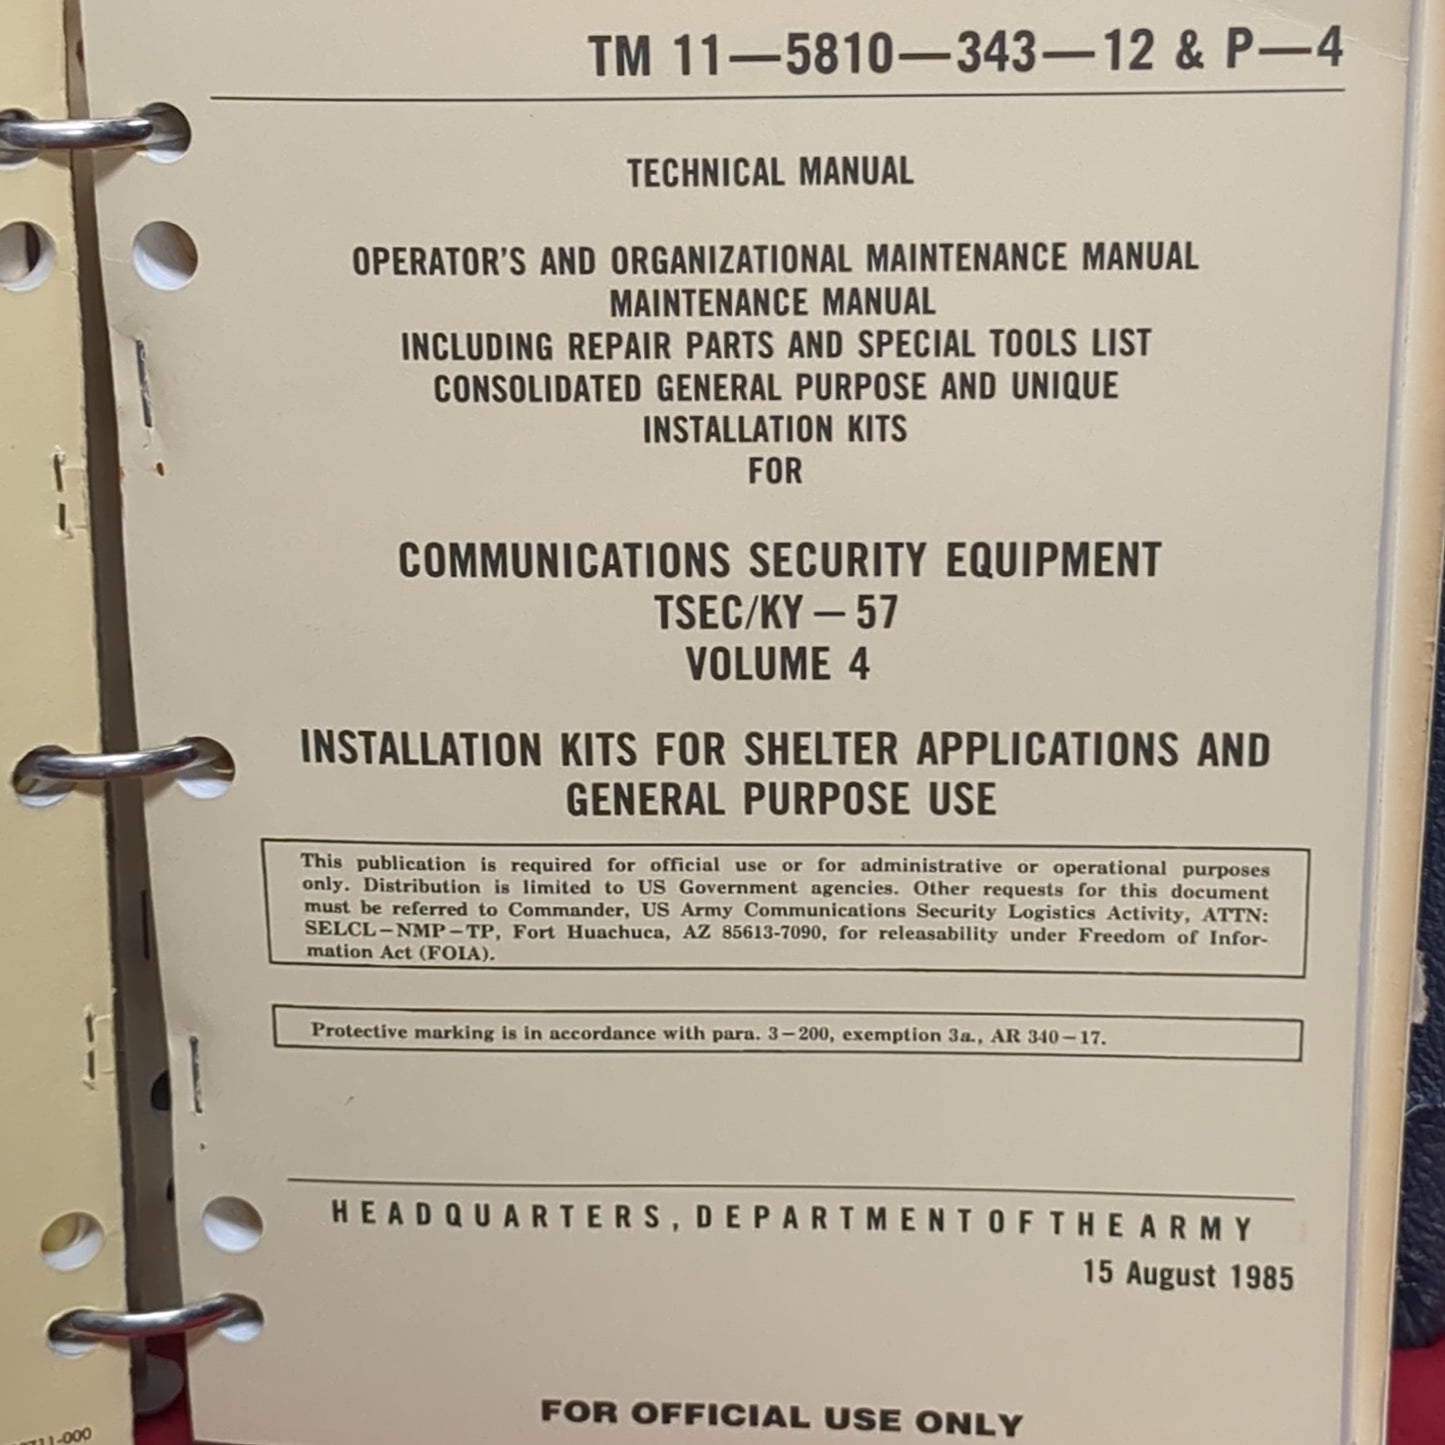 TM 11—5810—343—12 & P—4
TECHNICAL MANUAL
OPERATOR'S AND ORGANIZATIONAL MAINTENANCE MANUAL
MAINTENANCE MANUAL
INCLUDING REPAIR PARTS AND SPECIAL TOOLS LIST
CONSOLIDATED GENERAL PURPOSE AND UNIQUE
INSTALLATION KITS
FOR
COMMUNICATIONS SECURITY EQUIPMENT
TSEC/KY — 57
VOLUME 4
INSTALLATION KITS FOR SHELTER APPLICATIONS AND
GENERAL PURPOSE USE
This publication is required for official use or for administrative or operational purposes
only. Distribution is limited to US Government agencies. Other requests for this document
must be referred to Commander, US Army Communications Security Logistics Activity, ATTN:
SELCL—NMP—TP, Fort Huachuca, AZ 85613-7090, for releasability under Freedom of Infor-
mation Act (FOIA).
Protective marking is in accordance with para. 3—200, exemption 3a., AR 340—17.
HEADQUARTERS, DEPARTMENT OF THE ARMY
15 August 1985
FOR OFFICIAL USE ONLY